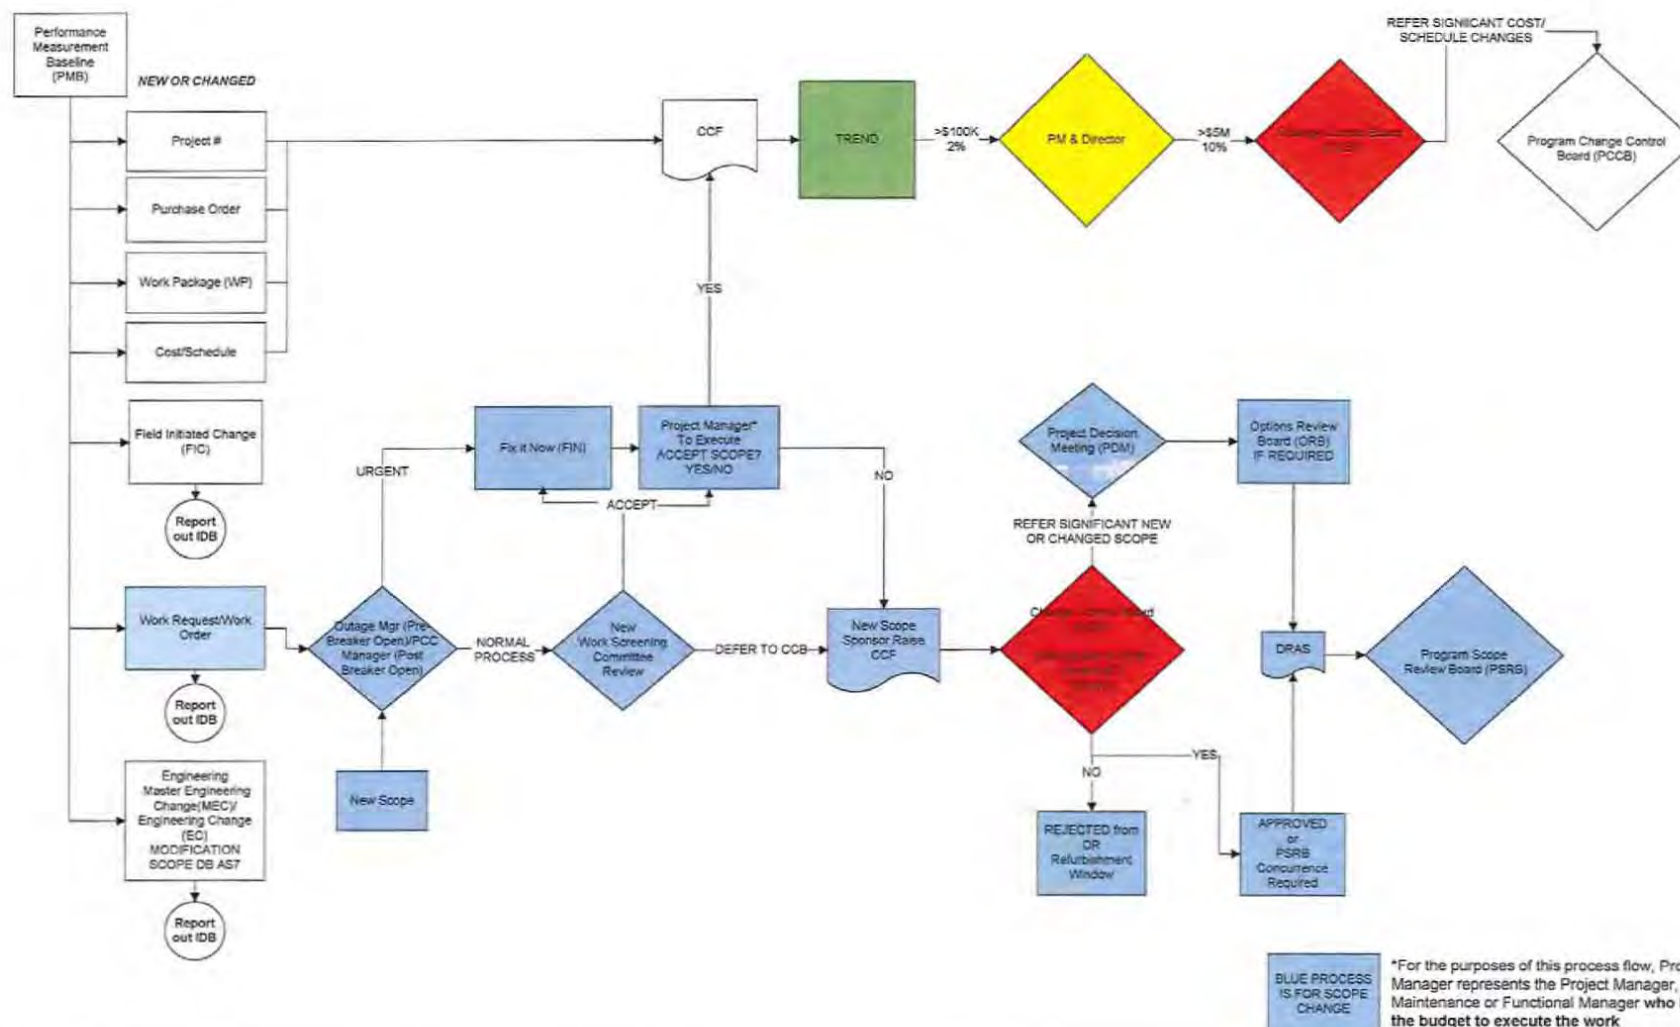 Performance
Measurement
Baseline
(PMB)
NEW OR CHANGED
REFER SIGNIICANT COST/
SCHEDULE CHANGES
Project #
CCF
TREND
>$100K
2%
PM & Director
>$5M
10%
Program Change Control
Board (PCCB)
Purchase Order
Work Package (WP)
YES
Cost/Schedule
Field Initiated Change
(FIC)
URGENT
Fix it Now (FIN)
Project Manager*
To Execute
ACCEPT SCOPE?
YES/NO
NO
Project Decision
Meeting (PDM)
Options Review
Board (ORB)
IF REQUIRED
Report
out IDB
ACCEPT
REFER SIGNIFICANT NEW
OR CHANGED SCOPE
Work Request/Work
Order
Outage Mgr (Pre-
Breaker Open)/PCC
Manager (Post
Breaker Open)
NORMAL
PROCESS
New
Work Screening
Committee
Review
DEFER TO CCB
New Scope
Sponsor Raise
CCF
DRAS
Program Scope
Review Board (PSRB)
Report
out IDB
YES
NO
Engineering
Master Engineering
Change(MEC)/
Engineering Change
(EC)
MODIFICATION
SCOPE DB AS7
New Scope
REJECTED from
DR
Refurbishment
Window
APPROVED
or
PSRB
Concurrence
Required
Report
out IDB
BLUE PROCESS
IS FOR SCOPE
CHANGE
*For the purposes of this process flow,
Manager represents the Project Manager,
Maintenance or Functional Manager who
the budget to execute the work